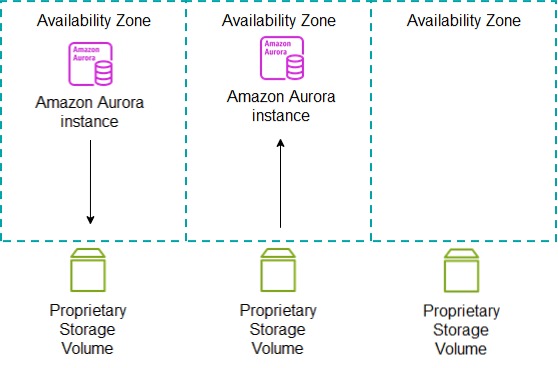 Availability Zone
Availability Zone
Availability Zone
Amazon
Aurora
Amazon Aurora
instance
Amazon
Aurora
Amazon Aurora
instance
Proprietary
Storage
Volume
Proprietary
Storage
Volume
Proprietary
Storage
Volume